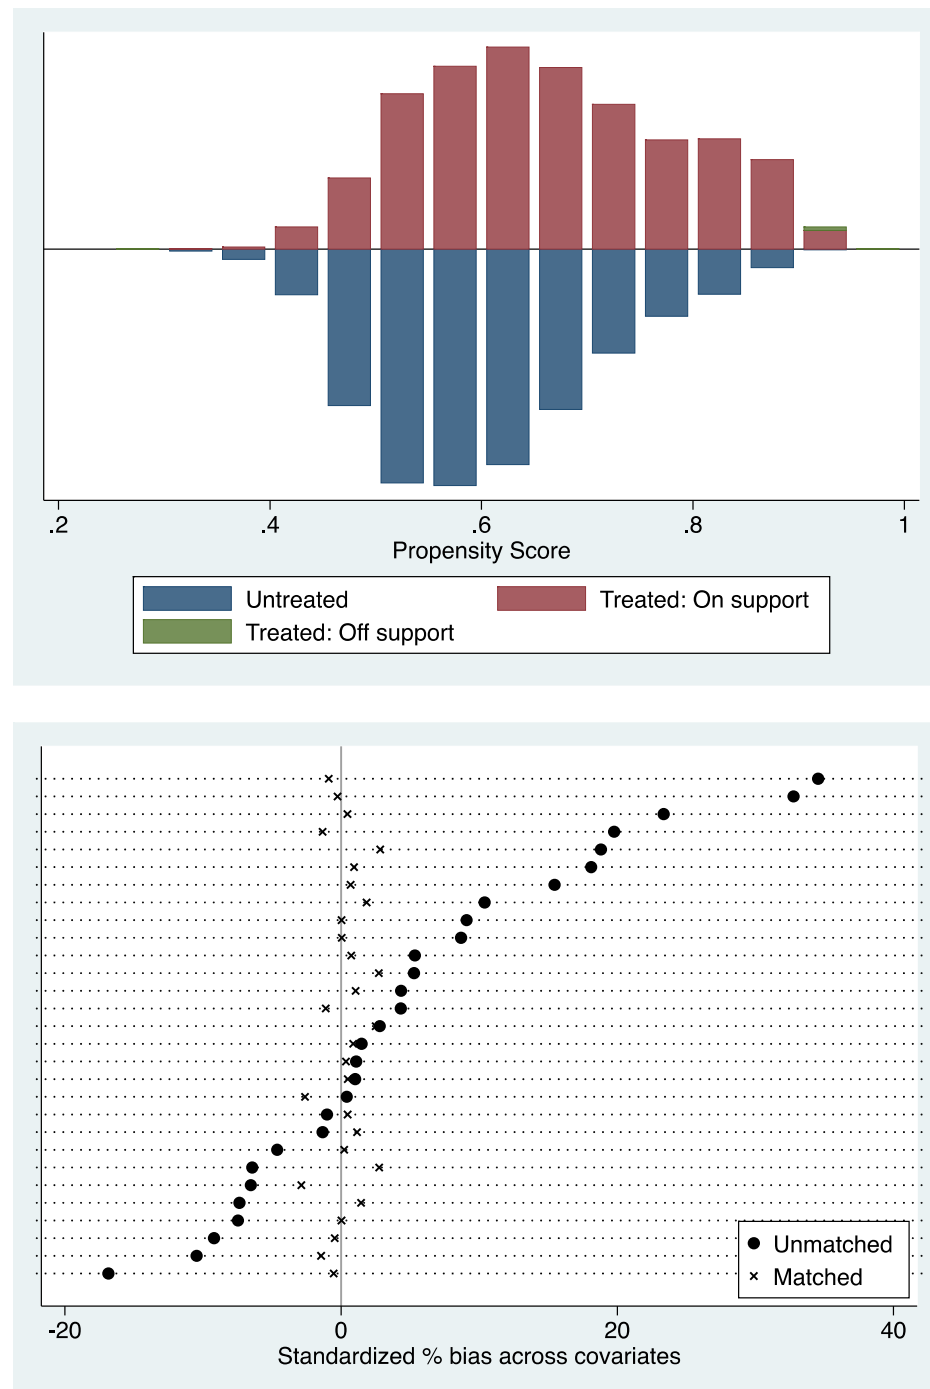 .2 .4 .6 .8 1
Propensity Score
Untreated Treated: On support
Treated: Off support
Unmatched
Matched
-20 0 20 40
Standardized % bias across covariates